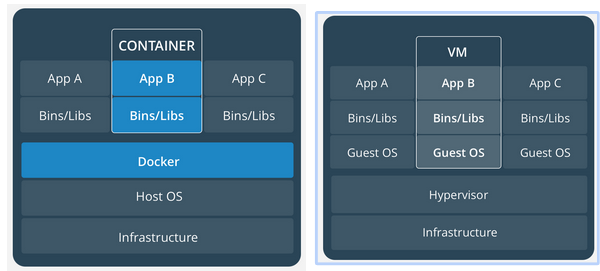 CONTAINER
App A App B App C
Bins/Libs Bins/Libs Bins/Libs
Docker
Host OS
Infrastructure
VM
App A App B App C
Bins/Libs Bins/Libs Bins/Libs
Guest OS Guest OS Guest OS
Hypervisor
Infrastructure